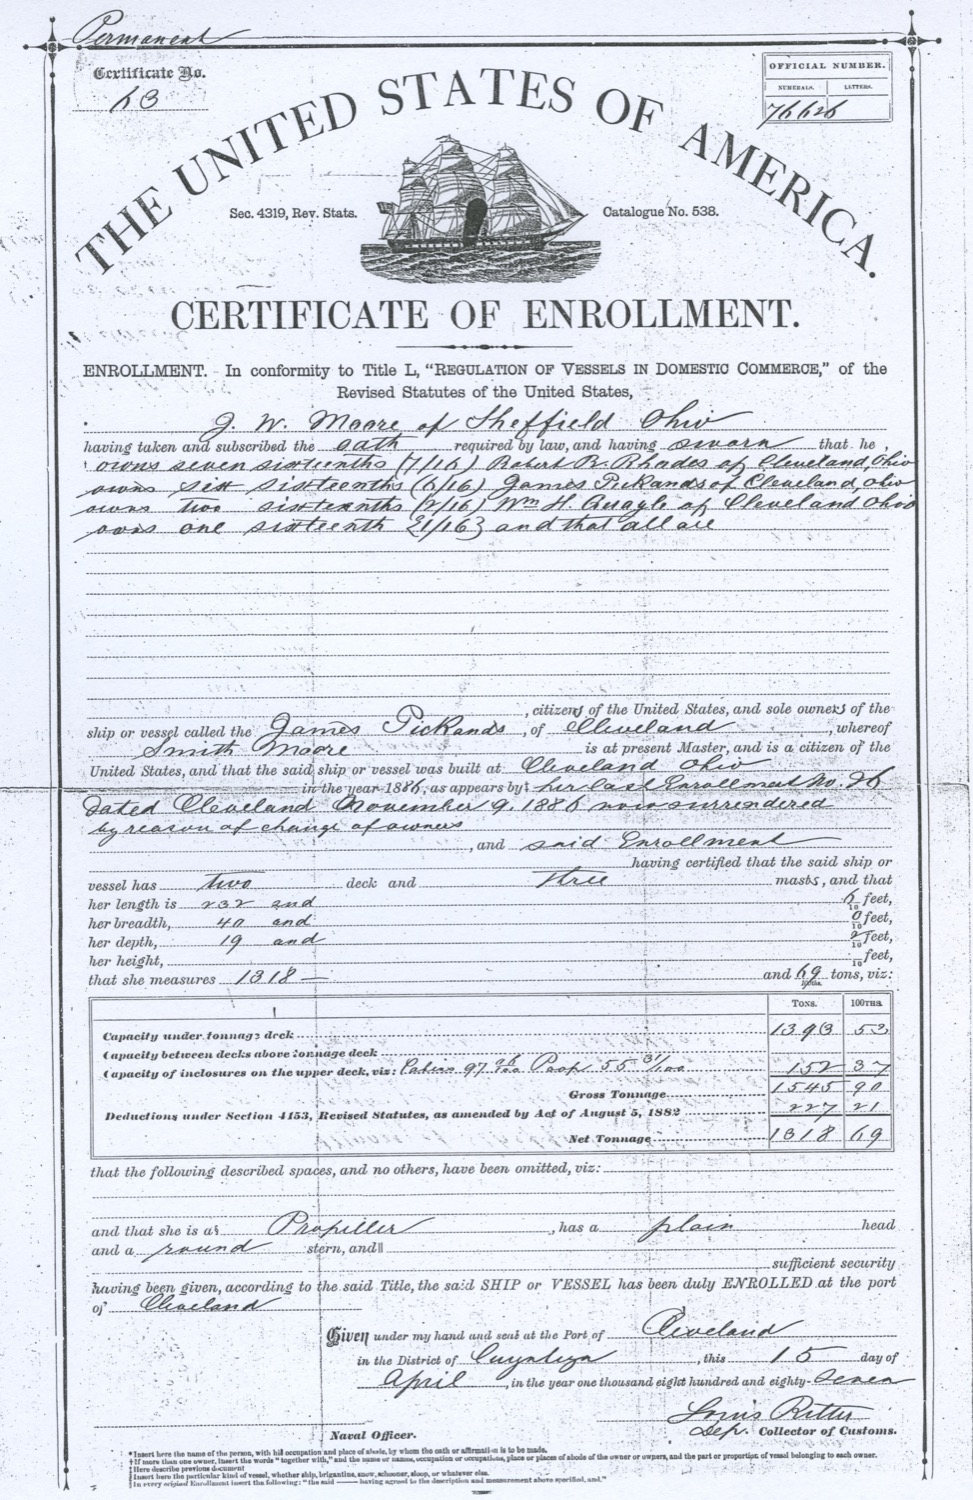 Permanent
Certificate No.
63
OFFICIAL NUMBER.
NUMERALS. LETTERS.
76626
THE UNITED STATES OF AMERICA.
Sec. 4319, Rev. Stats.
Catalogue No. 538.
CERTIFICATE OF ENROLLMENT.
ENROLLMENT. In conformity to Title L, "REGULATION OF VESSELS IN DOMESTIC COMMERCE," of the
Revised Statutes of the United States,
J. W. Moore of Sheffield Ohio
having taken and subscribed the oath required by law, and having sworn that he
owns seven sixteenths (7/16) Robert R. Rhodes of Cleveland, Ohio
owns six sixteenths (6/16) James Pickands of Cleveland, Ohio
owns two sixteenths (2/16) Wm H. Quayle of Cleveland Ohio
owns one sixteenth {1/16} and that all are
, citizens of the United States, and sole owners of the
ship or vessel called the James Pickands, of Cleveland, whereof
Smith Moore is at present Master, and is a citizen of the
United States, and that the said ship or vessel was built at Cleveland Ohio
in the year 1886, as appears by her last Enrollment No. 26
dated Cleveland November 9. 1886 now surrendered
by reason of change of owners
, and said Enrollment
having certified that the said ship or
vessel has two deck and three masts, and that
her length is 232 and 6/10 feet,
her breadth, 40 and 0/10 feet,
her depth, 19 and 2/10 feet,
her height, /10 feet,
that she measures 1318 — and 69/100ths. tons, viz:
TONS. 100THS.
Capacity under tonnage deck 1393 53
Capacity between decks above tonnage deck
Capacity of inclosures on the upper deck, viz: Cabins 97 06/100 Poop 55 31/100 152 37
Gross Tonnage 1545 90
Deductions under Section 4153, Revised Statutes, as amended by Act of August 5, 1882 227 21
Net Tonnage 1318 69
that the following described spaces, and no others, have been omitted, viz:
and that she is a§ Propeller, has a plain head
and a round stern, and‖
sufficient security
having been given, according to the said Title, the said SHIP or VESSEL has been duly ENROLLED at the port
of Cleveland
Given under my hand and seal at the Port of Cleveland
in the District of Cuyahoga, this 15 day of
April, in the year one thousand eight hundred and eighty-seven
Louis Ritter
Naval Officer.
Dep. Collector of Customs.
*Insert here the name of the person, with his occupation and place of abode, by whom the oath or affirmation is to be made.
†If more than one owner, insert the words "together with," and the name or names, occupation or occupations, place or places of abode of the owner or owners, and the part or proportion of vessel belonging to each owner.
‡Here describe previous document
§Insert here the particular kind of vessel, whether ship, brigantine, snow, schooner, sloop, or whatever else.
‖In every original Enrollment insert the following: "the said —— having agreed to the description and measurement above specified, and."